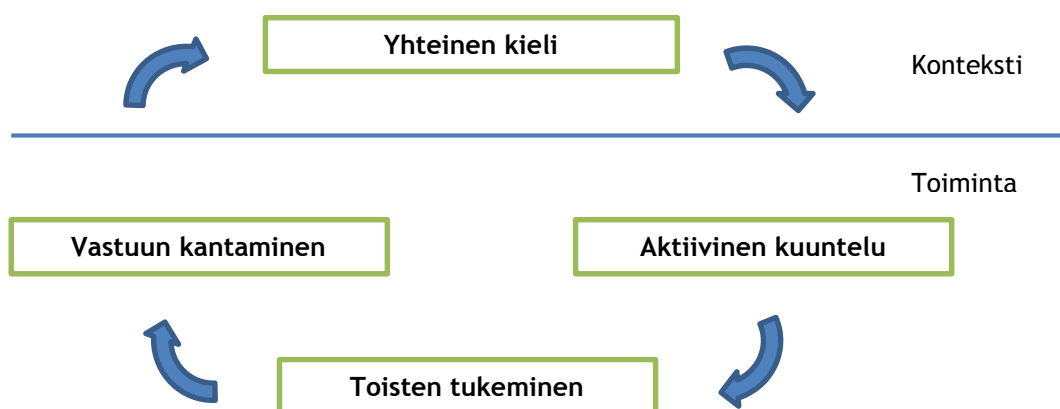 Yhteinen kieli
Konteksti
Toiminta
Vastuun kantaminen
Aktiivinen kuuntelu
Toisten tukeminen